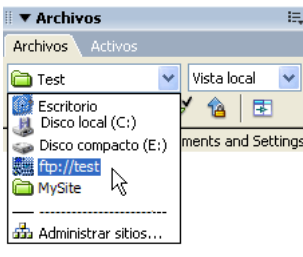 Archivos
Archivos Activos
Test Vista local
Escritorio
Disco local (C:)
Disco compacto (E:)
ments and Settings
ftp://test
MySite
Administrar sitios...